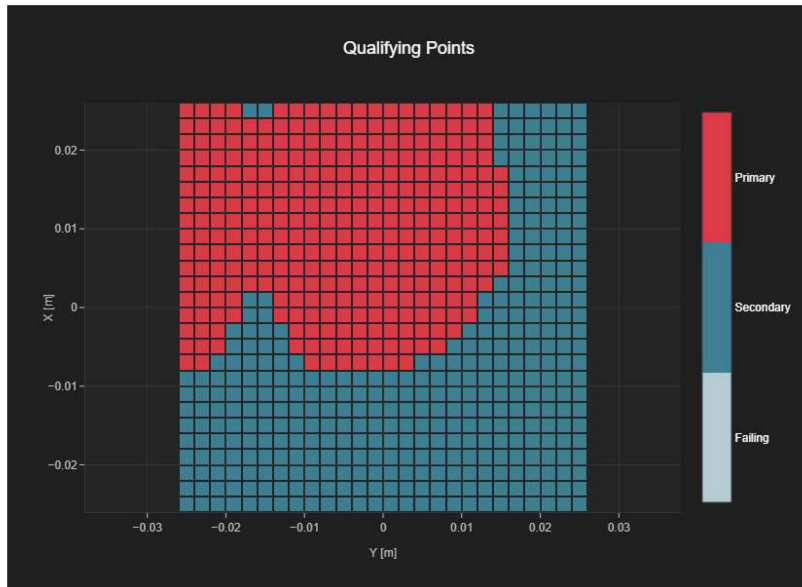 Qualifying Points
0.02
0.01
0
−0.01
−0.02
X [m]
−0.03
−0.02
−0.01
0
0.01
0.02
0.03
Y [m]
Primary
Secondary
Failing